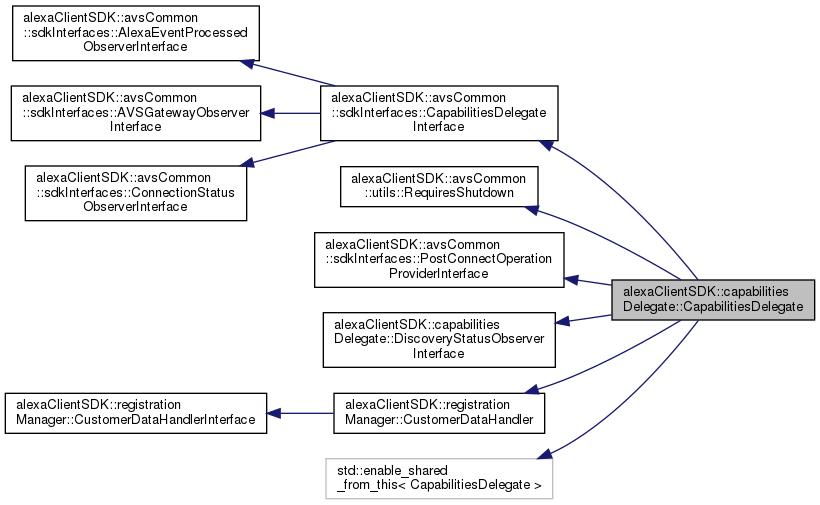 alexaClientSDK::avsCommon
::sdkInterfaces::AlexaEventProcessed
ObserverInterface
alexaClientSDK::avsCommon
::sdkInterfaces::AVSGatewayObserver
Interface
alexaClientSDK::avsCommon
::sdkInterfaces::ConnectionStatus
ObserverInterface
alexaClientSDK::registration
Manager::CustomerDataHandlerInterface
alexaClientSDK::avsCommon
::sdkInterfaces::CapabilitiesDelegate
Interface
alexaClientSDK::avsCommon
::utils::RequiresShutdown
alexaClientSDK::avsCommon
::sdkInterfaces::PostConnectOperation
ProviderInterface
alexaClientSDK::capabilities
Delegate::DiscoveryStatusObserver
Interface
alexaClientSDK::registration
Manager::CustomerDataHandler
std::enable_shared
_from_this< CapabilitiesDelegate >
alexaClientSDK::capabilities
Delegate::CapabilitiesDelegate